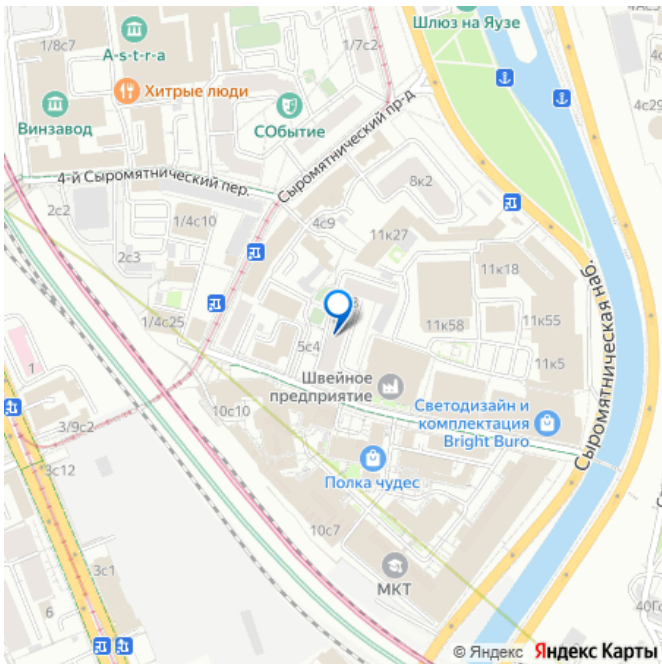 Шлюз на Яузе
1/8с7
1/7с2
4с2
A-s-t-r-a
Хитрые люди
4с29
Винзавод
СОбытие
Сыромятнический пр-д
4-й Сыромятнический пер.
8к2
2с2
1/4с10
4с9
11к27
2с3
11к18
Сыромятническая наб.
1/4с25
11к58
11к55
5с4
11к5
1
Швейное
предприятие
10с10
Светодизайн и
комплектация
Bright Buro
3/9с2
3с12
Полка чудес
10с7
3с1
МКТ
6
© Яндекс Яндекс Карты